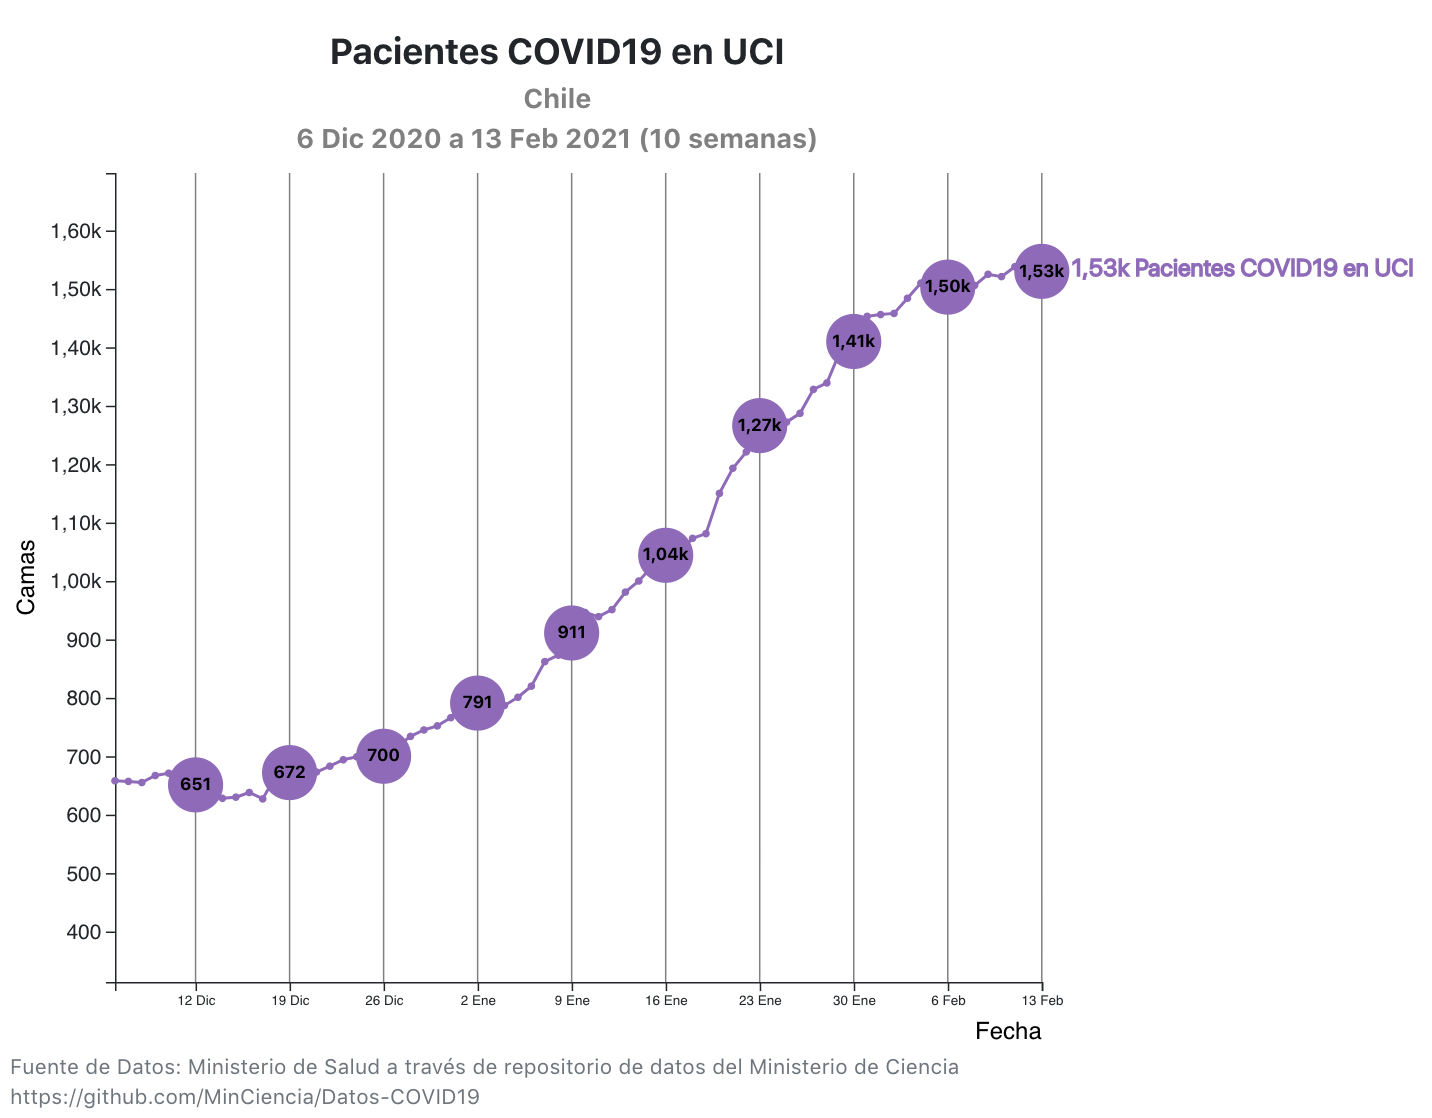 Pacientes COVID19 en UCI
Chile
6 Dic 2020 a 13 Feb 2021 (10 semanas)
1,60k
1,50k
1,40k
1,30k
1,20k
1,10k
1,00k
900
800
700
600
500
400
Camas
651
672
700
791
911
1,04k
1,27k
1,41k
1,50k
1,53k
1,53k Pacientes COVID19 en UCI
12 Dic
19 Dic
26 Dic
2 Ene
9 Ene
16 Ene
23 Ene
30 Ene
6 Feb
13 Feb
Fecha
Fuente de Datos: Ministerio de Salud a través de repositorio de datos del Ministerio de Ciencia
https://github.com/MinCiencia/Datos-COVID19